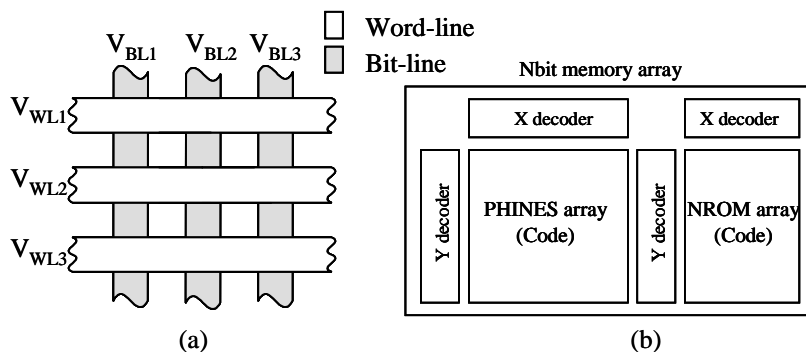 V_BL1 V_BL2 V_BL3
Word-line
Bit-line
V_WL1
V_WL2
V_WL3
(a)
Nbit memory array
X decoder
X decoder
Y decoder
PHINES array
(Code)
Y decoder
NROM array
(Code)
(b)